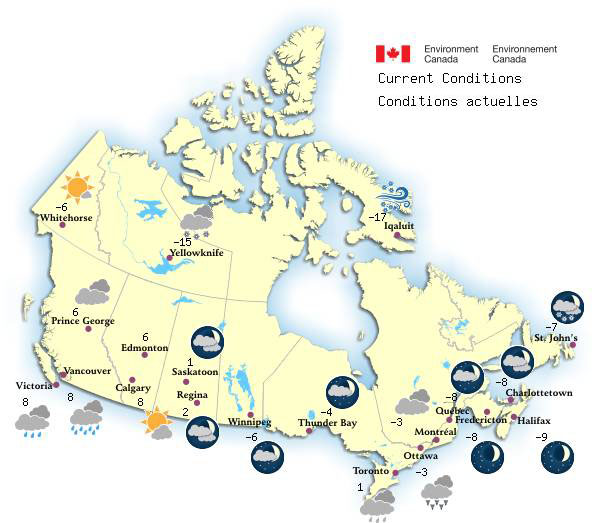 Environment Canada
Environnement Canada
Current Conditions
Conditions actuelles
-6
Whitehorse
-17
Iqaluit
-15
Yellowknife
6
Prince George
6
Edmonton
1
Saskatoon
-7
St. John's
Vancouver
Victoria
8
8
Calgary
8
Regina
2
Winnipeg
-6
-4
Thunder Bay
-3
-8
Québec
-8
Charlottetown
Fredericton
-8
Halifax
-9
Montréal
Ottawa
-3
Toronto
1